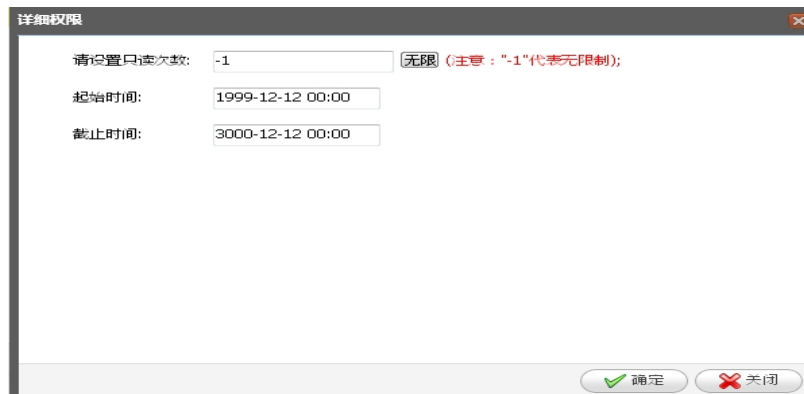 详细权限
请设置只读次数: -1 无限 (注意："-1"代表无限制);
起始时间: 1999-12-12 00:00
截止时间: 3000-12-12 00:00
确定 关闭